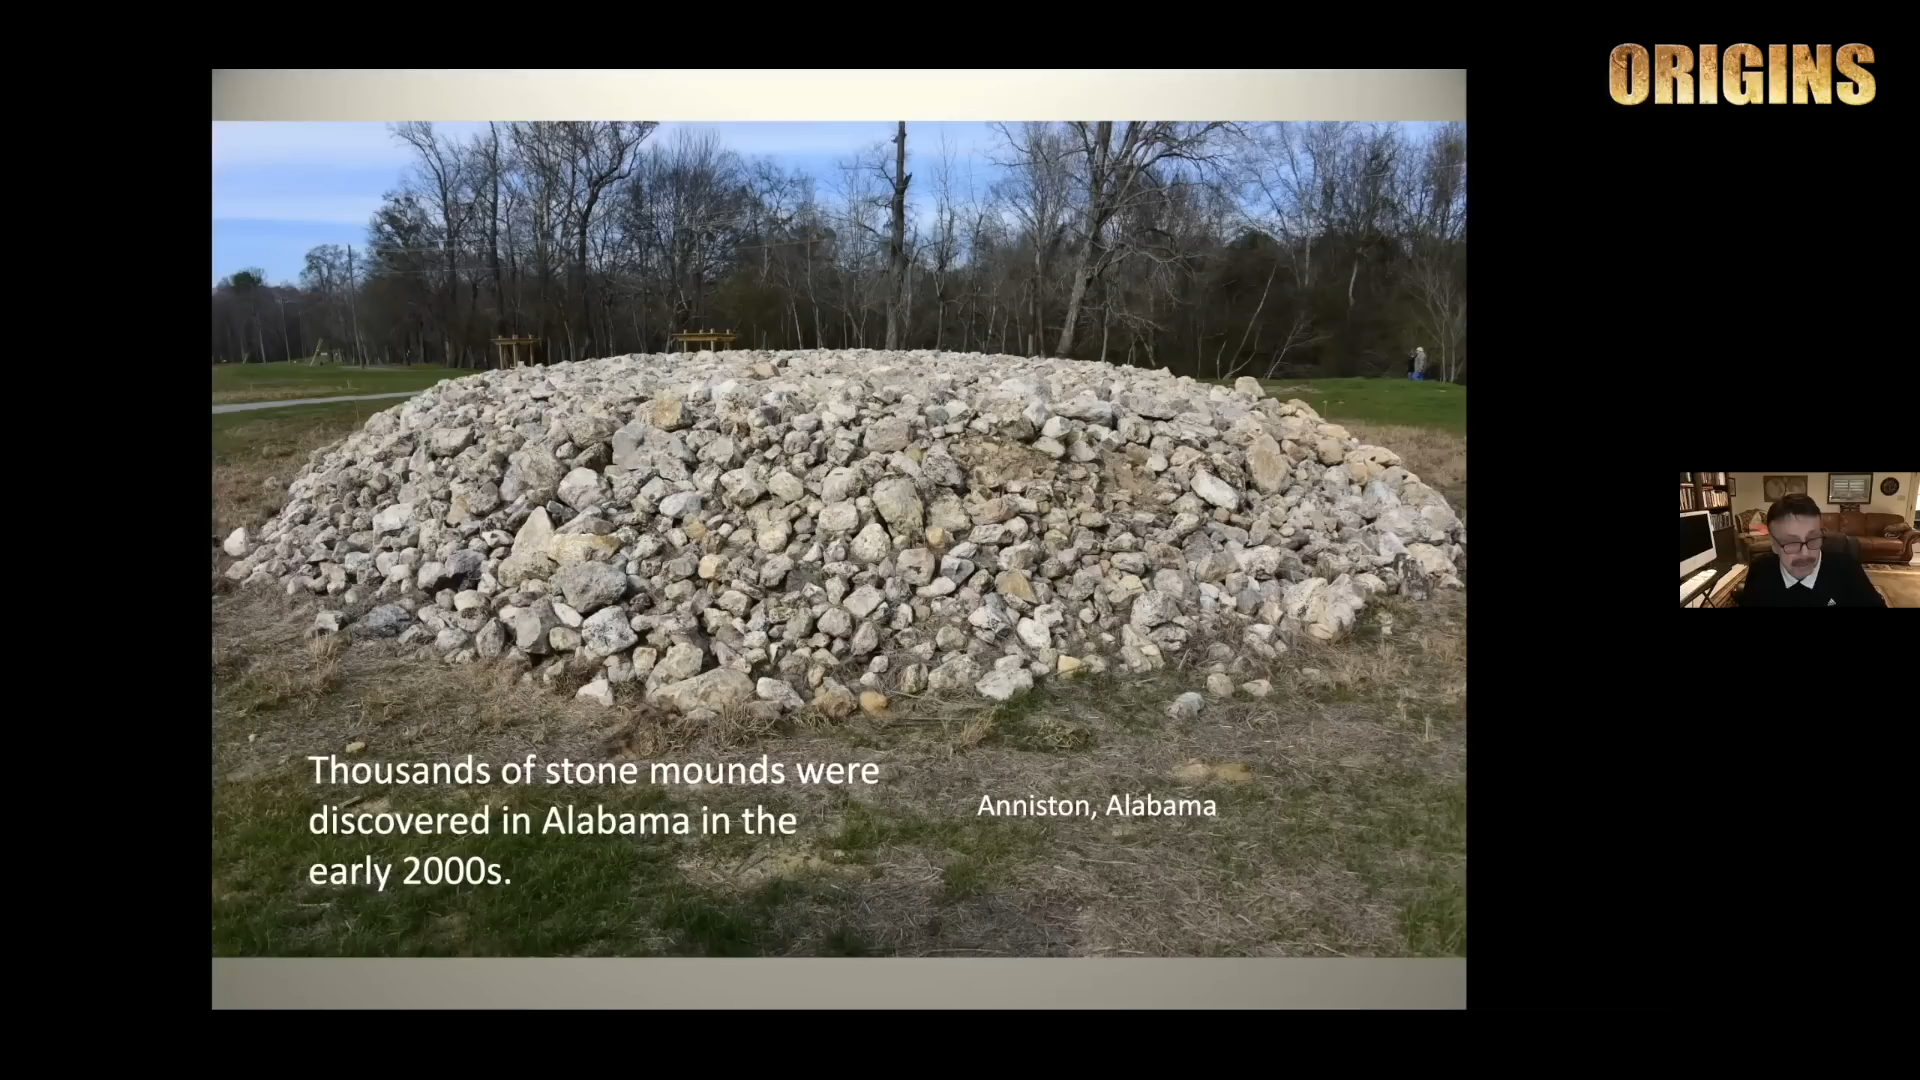 ORIGINS
Thousands of stone mounds were
discovered in Alabama in the
early 2000s.
Anniston, Alabama